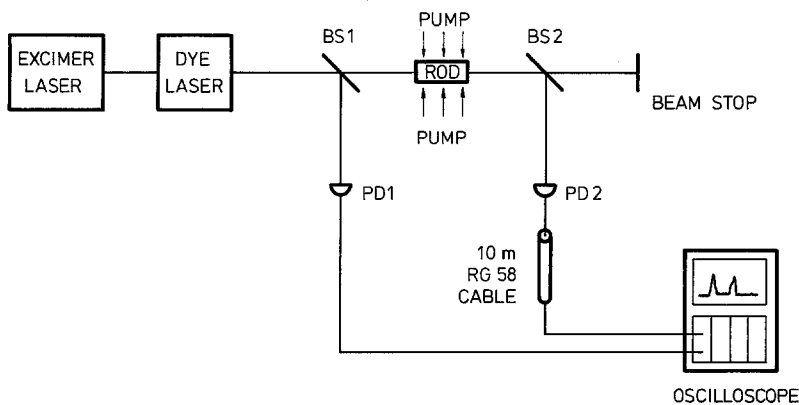 PUMP
BS1
BS2
EXCIMER
LASER
DYE
LASER
ROD
BEAM STOP
PUMP
PD1
PD2
10 m
RG 58
CABLE
OSCILLOSCOPE